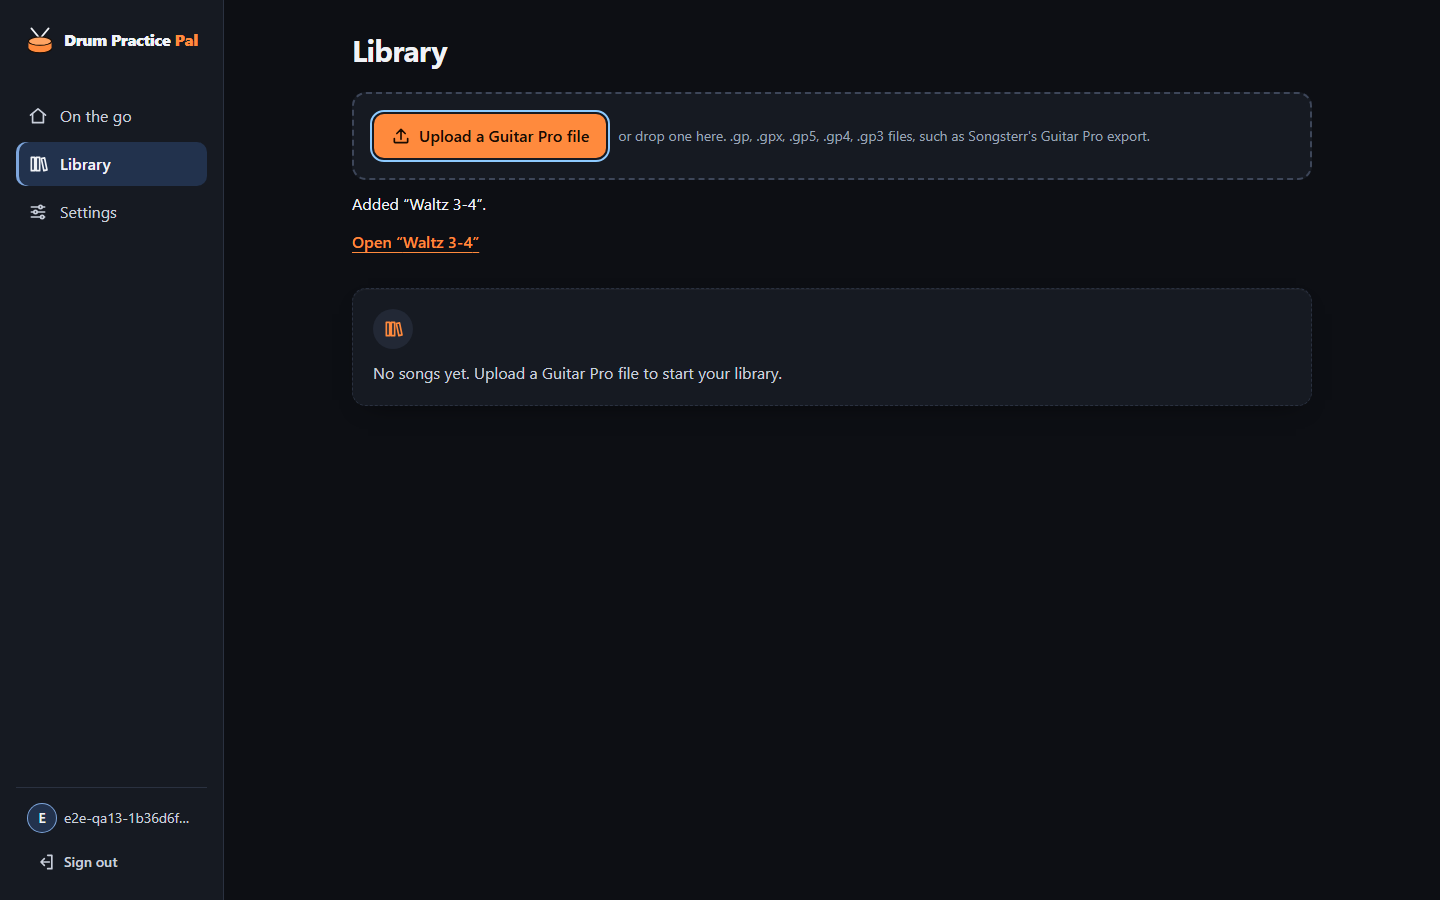 Drum Practice Pal
On the go
Library
Settings
e2e-qa13-1b36d6f...
Sign out
Library
Upload a Guitar Pro file
or drop one here. .gp, .gpx, .gp5, .gp4, .gp3 files, such as Songsterr's Guitar Pro export.
Added “Waltz 3-4”.
Open “Waltz 3-4”
No songs yet. Upload a Guitar Pro file to start your library.
E